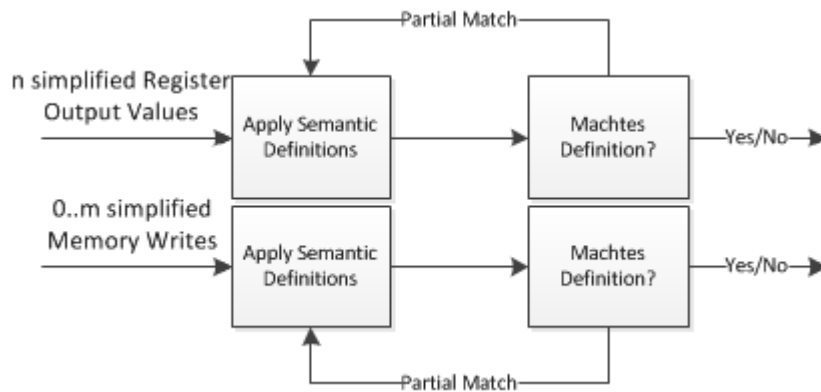 Partial Match
n simplified Register
Output Values
Apply Semantic
Definitions
Machtes
Definition?
Yes/No
0..m simplified
Memory Writes
Apply Semantic
Definitions
Machtes
Definition?
Yes/No
Partial Match